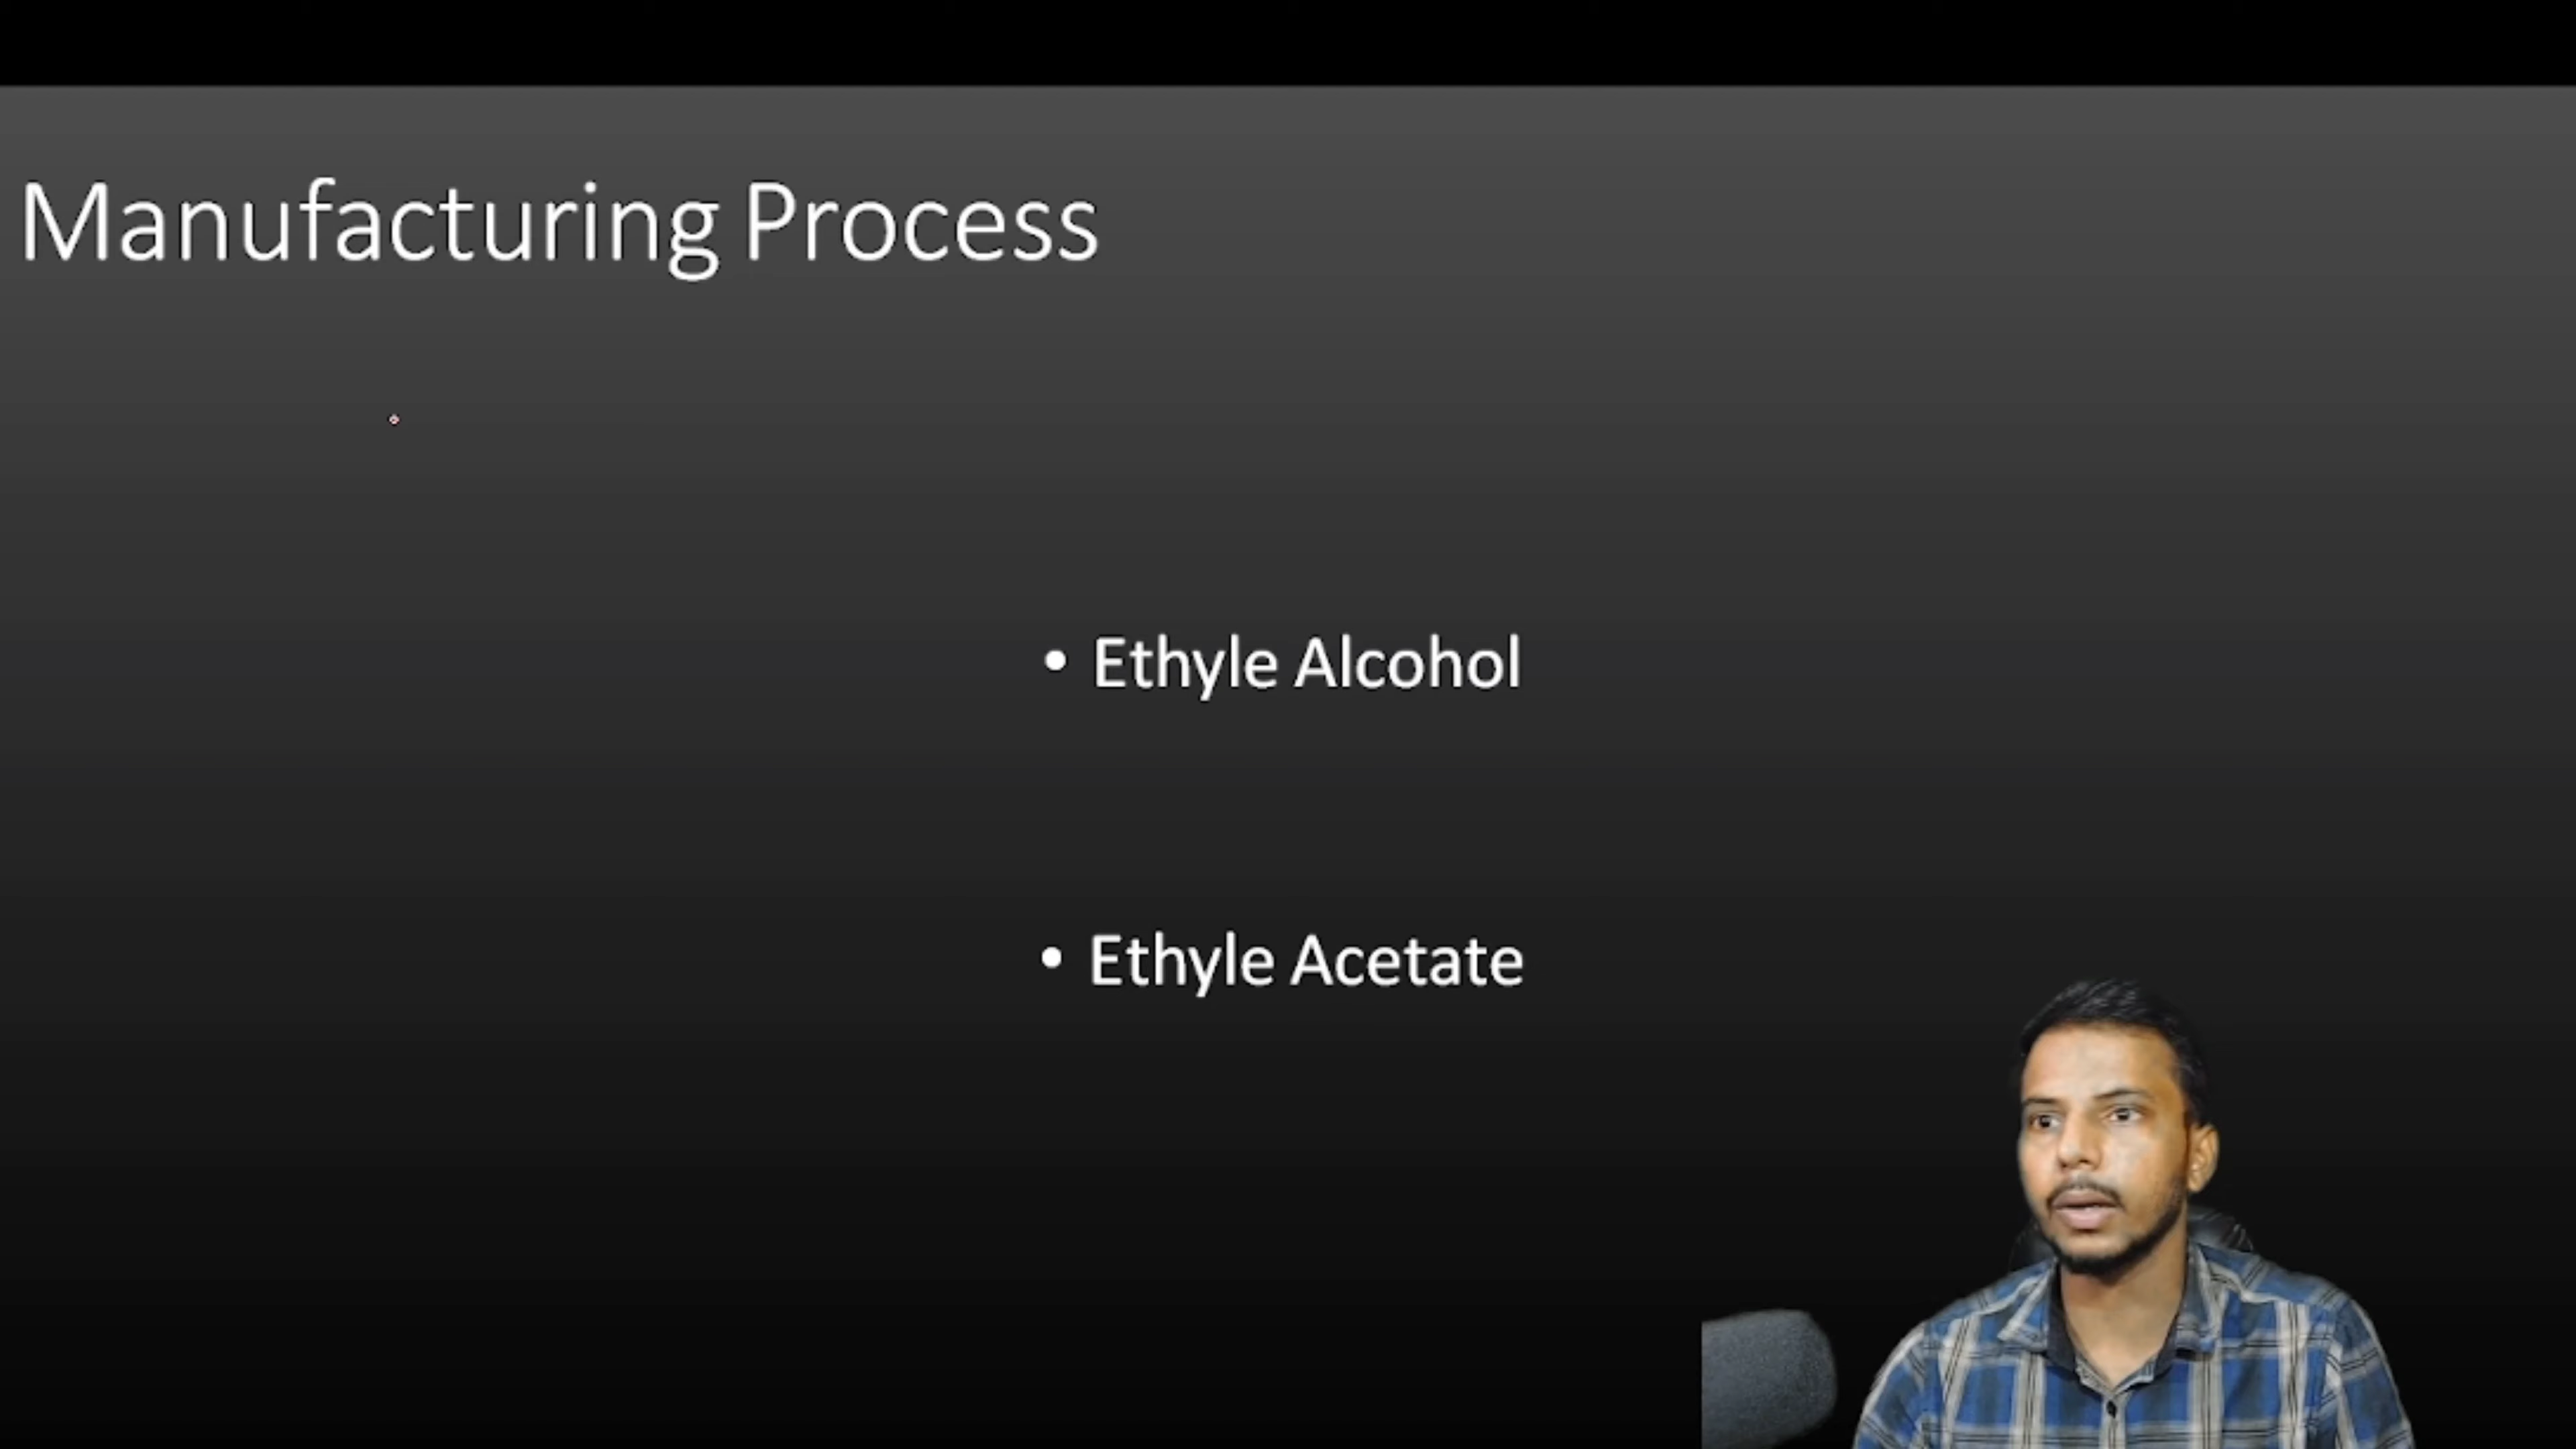 Manufacturing Process
• Ethyle Alcohol
• Ethyle Acetate